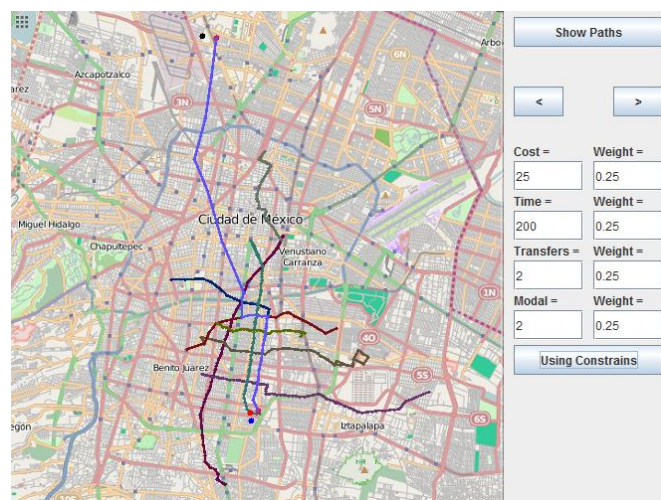 Show Paths
6N
Arbo
Azcapotzalco
arez
3N
5N
Ciudad de México
Miguel Hidalgo
Chapultepec
Venustiano
Carranza
1N
4O
Benito Juarez
5S
Iztapalapa
6S
egón
< >
Cost = Weight =
25 0.25
Time = Weight =
200 0.25
Transfers = Weight =
2 0.25
Modal = Weight =
2 0.25
Using Constrains